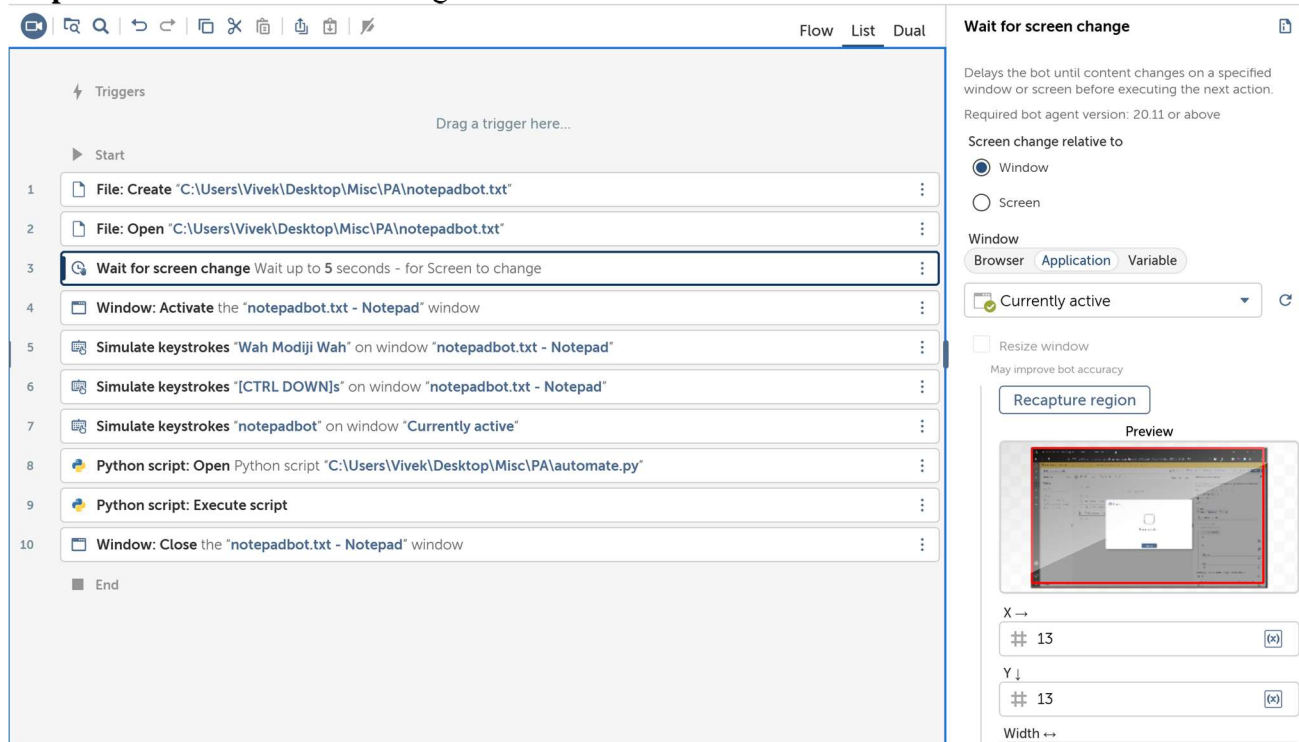 Flow List Dual
Triggers
Drag a trigger here...
Start
1 File: Create "C:\Users\Vivek\Desktop\Misc\PA\notepadbot.txt"
2 File: Open "C:\Users\Vivek\Desktop\Misc\PA\notepadbot.txt"
3 Wait for screen change Wait up to 5 seconds - for Screen to change
4 Window: Activate the "notepadbot.txt - Notepad" window
5 Simulate keystrokes "Wah Modiji Wah" on window "notepadbot.txt - Notepad"
6 Simulate keystrokes "[CTRL DOWN]s" on window "notepadbot.txt - Notepad"
7 Simulate keystrokes "notepadbot" on window "Currently active"
8 Python script: Open Python script "C:\Users\Vivek\Desktop\Misc\PA\automate.py"
9 Python script: Execute script
10 Window: Close the "notepadbot.txt - Notepad" window
End
Wait for screen change
Delays the bot until content changes on a specified
window or screen before executing the next action.
Required bot agent version: 20.11 or above
Screen change relative to
Window
Screen
Window
Browser Application Variable
Currently active
Resize window
May improve bot accuracy
Recapture region
Preview
X →
# 13 (x)
Y ↓
# 13 (x)
Width ↔